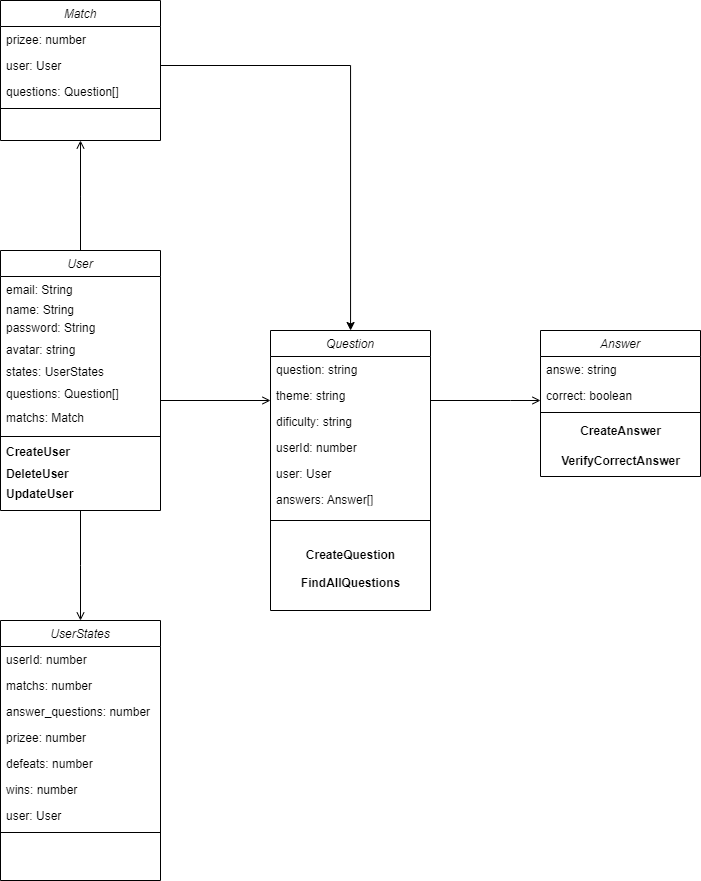 Match
prizee: number
user: User
questions: Question[]
User
email: String
name: String
password: String
avatar: string
states: UserStates
questions: Question[]
matchs: Match
CreateUser
DeleteUser
UpdateUser
Question
question: string
theme: string
dificulty: string
userId: number
user: User
answers: Answer[]
CreateQuestion
FindAllQuestions
Answer
answe: string
correct: boolean
CreateAnswer
VerifyCorrectAnswer
UserStates
userId: number
matchs: number
answer_questions: number
prizee: number
defeats: number
wins: number
user: User